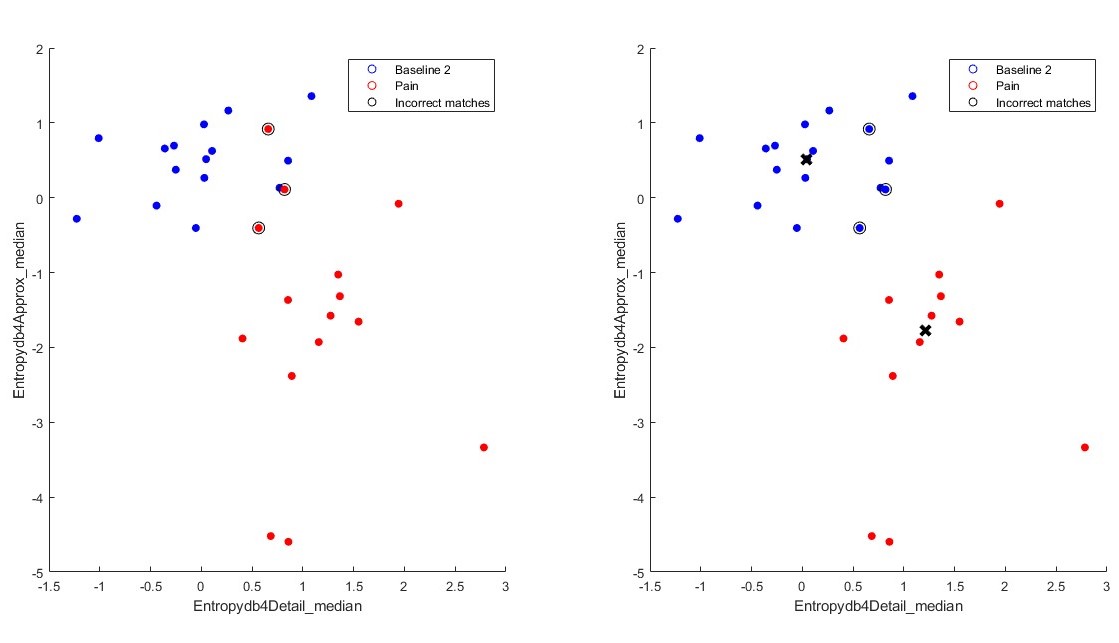 2
1
0
-1
-2
-3
-4
-5
Entropydb4Approx_median
-1.5 -1 -0.5 0 0.5 1 1.5 2 2.5 3
Entropydb4Detail_median
Baseline 2
Pain
Incorrect matches
2
1
0
-1
-2
-3
-4
-5
Entropydb4Approx_median
-1.5 -1 -0.5 0 0.5 1 1.5 2 2.5 3
Entropydb4Detail_median
Baseline 2
Pain
Incorrect matches